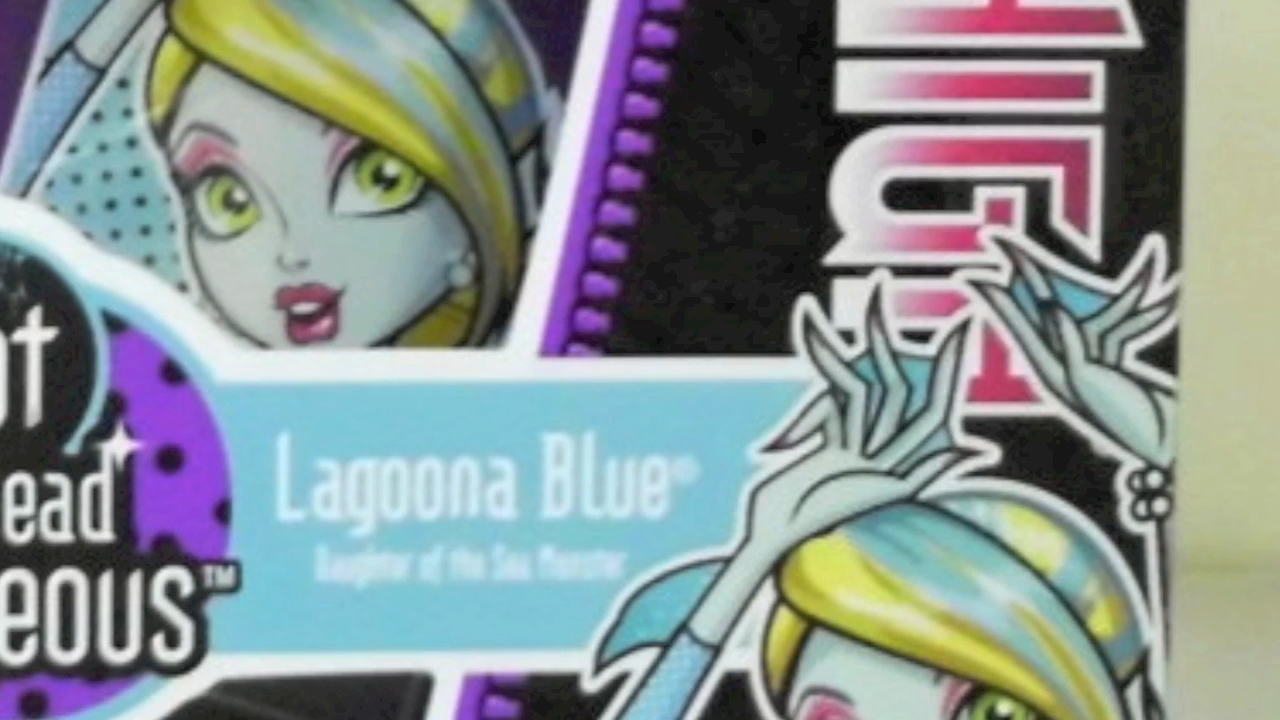 HIGH
ot
ead
eous™
Lagoona Blue®
Daughter of the Sea Monster